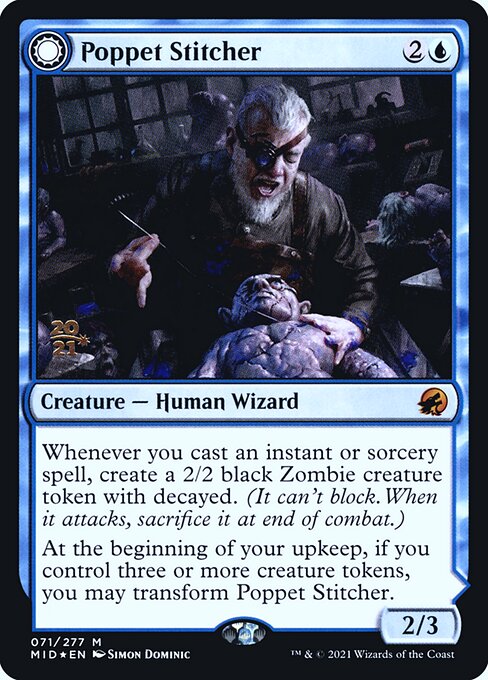 Poppet Stitcher 2
20
21
Creature — Human Wizard
Whenever you cast an instant or sorcery
spell, create a 2/2 black Zombie creature
token with decayed. (It can't block. When
it attacks, sacrifice it at end of combat.)
At the beginning of your upkeep, if you
control three or more creature tokens,
you may transform Poppet Stitcher.
2/3
071/277 M
MID★EN Simon Dominic
™ & © 2021 Wizards of the Coast